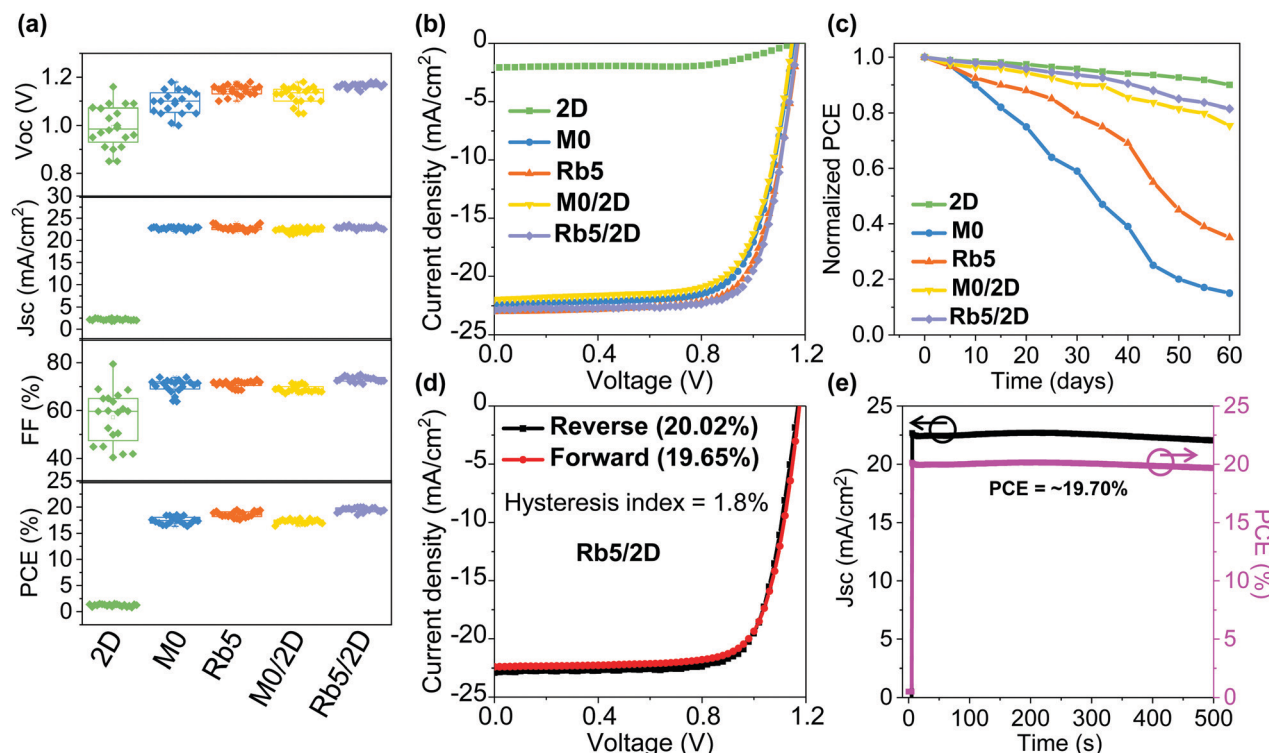 (a)
Voc (V)
1.2
1.0
0.8
Jsc (mA/cm²)
30
25
20
15
5
0
FF (%)
80
60
40
PCE (%)
25
20
15
5
0
2D
M0
Rb5
M0/2D
Rb5/2D
(b)
Current density (mA/cm²)
0
-5
-10
-15
-20
-25
2D
M0
Rb5
M0/2D
Rb5/2D
0.0
0.4
0.8
1.2
Voltage (V)
(c)
Normalized PCE
1.0
0.8
0.6
0.4
0.2
0.0
2D
M0
Rb5
M0/2D
Rb5/2D
0
10
20
30
40
50
60
Time (days)
(d)
Current density (mA/cm²)
0
-5
-10
-15
-20
-25
Reverse (20.02%)
Forward (19.65%)
Hysteresis index = 1.8%
Rb5/2D
0.0
0.4
0.8
1.2
Voltage (V)
(e)
Jsc (mA/cm²)
25
20
15
10
5
0
PCE = ~19.70%
25
20
15
10
5
0
PCE (%)
0
100
200
300
400
500
Time (s)